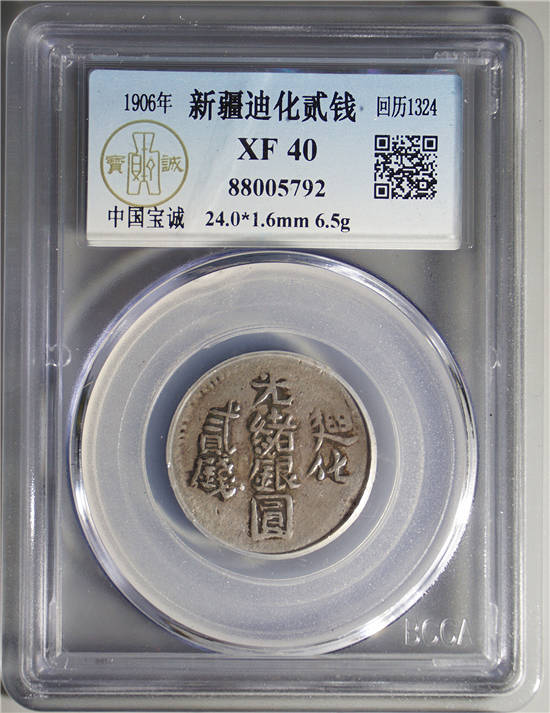 1906年 新疆迪化贰钱 回历1324
XF 40
寳 誠
88005792
中国宝诚 24.0*1.6mm 6.5g
迪化
光緒銀圓
貳錢
BCCA